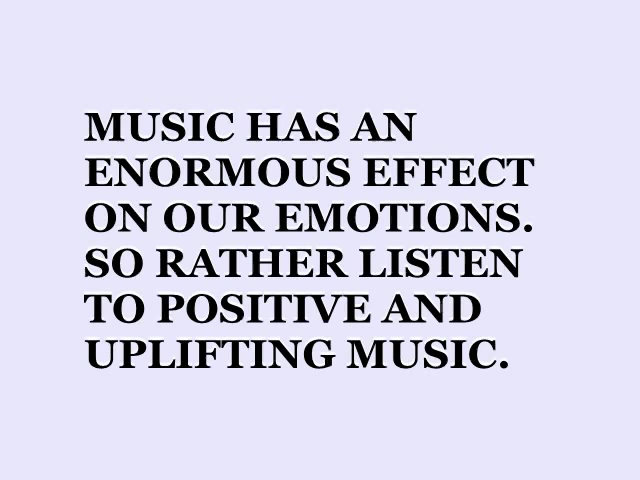 MUSIC HAS AN
ENORMOUS EFFECT
ON OUR EMOTIONS.
SO RATHER LISTEN
TO POSITIVE AND
UPLIFTING MUSIC.